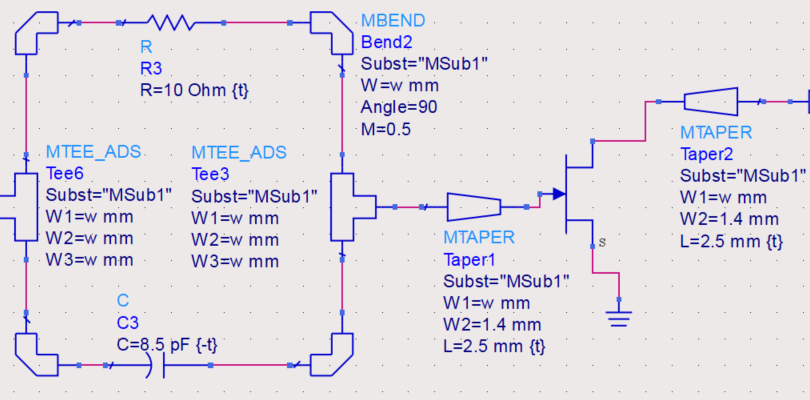 MBEND
Bend2
Subst="MSub1"
W=w mm
Angle=90
M=0.5
R
R3
R=10 Ohm {t}
MTEE_ADS
Tee6
Subst="MSub1"
W1=w mm
W2=w mm
W3=w mm
MTEE_ADS
Tee3
Subst="MSub1"
W1=w mm
W2=w mm
W3=w mm
MTAPER
Taper2
Subst="MSub1"
W1=w mm
W2=1.4 mm
L=2.5 mm {t}
S
MTAPER
Taper1
Subst="MSub1"
W1=w mm
W2=1.4 mm
L=2.5 mm {t}
C
C3
C=8.5 pF {-t}